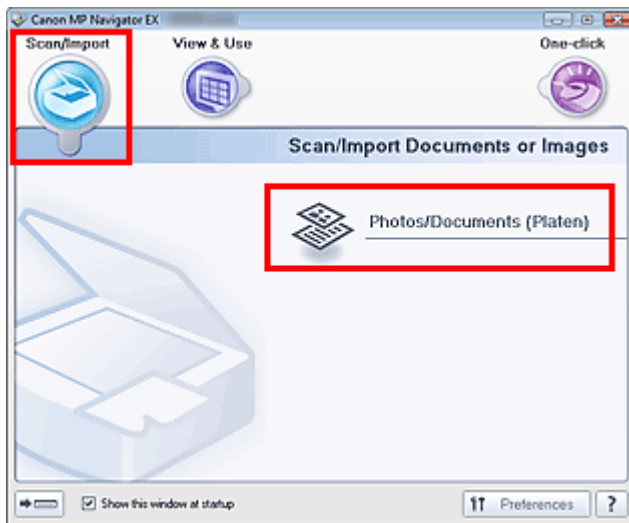 Canon MP Navigator EX
Scan/Import
View & Use
One-click
Scan/Import Documents or Images
Photos/Documents (Platen)
Show this window at startup
Preferences
?